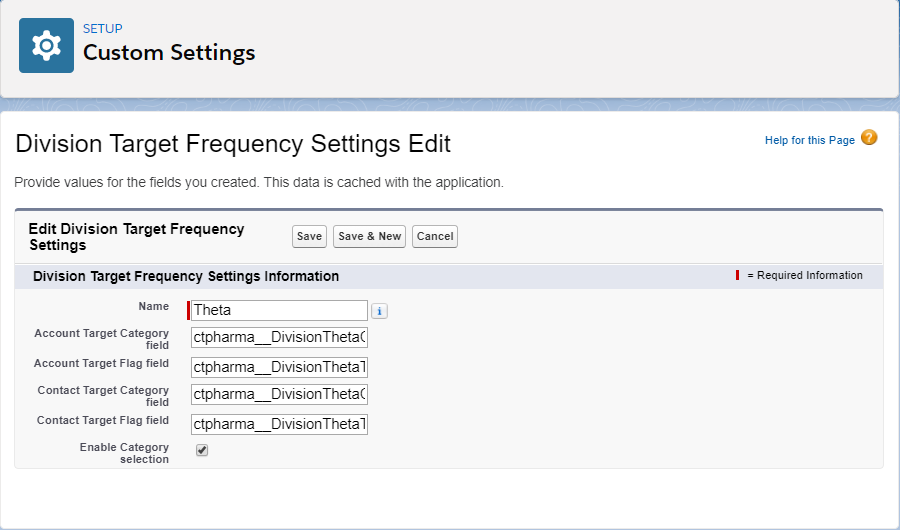 SETUP
Custom Settings
Division Target Frequency Settings Edit
Help for this Page ?
Provide values for the fields you created. This data is cached with the application.
Edit Division Target Frequency
Settings
Save
Save & New
Cancel
Division Target Frequency Settings Information
= Required Information
Name
Theta
i
Account Target Category
field
ctpharma__DivisionThetaC
Account Target Flag field
ctpharma__DivisionThetaT
Contact Target Category
field
ctpharma__DivisionThetaC
Contact Target Flag field
ctpharma__DivisionThetaT
Enable Category
selection